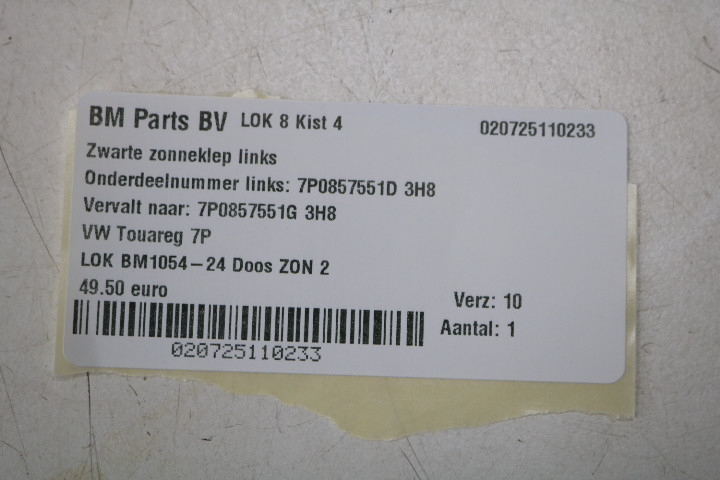 BM Parts BV LOK 8 Kist 4 020725110233
Zwarte zonneklep links
Onderdeelnummer links: 7P0857551D 3H8
Vervalt naar: 7P0857551G 3H8
VW Touareg 7P
LOK BM1054-24 Doos ZON 2
49.50 euro Verz: 10
Aantal: 1
020725110233